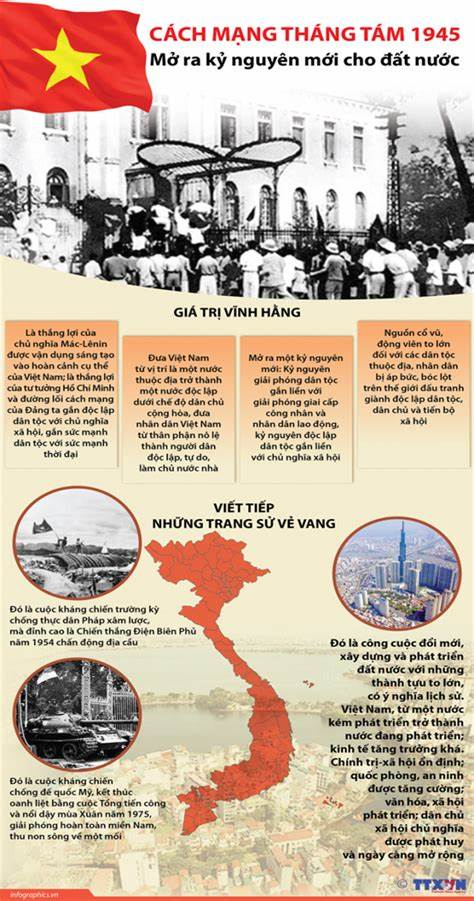 CÁCH MẠNG THÁNG TÁM 1945
Mở ra kỷ nguyên mới cho đất nước
GIÁ TRỊ VĨNH HẰNG
Là thắng lợi của
chủ nghĩa Mác-Lênin
được vận dụng sáng tạo
vào hoàn cảnh cụ thể
của Việt Nam; là thắng lợi
của tư tưởng Hồ Chí Minh
và đường lối cách mạng
của Đảng ta gắn độc lập
dân tộc với chủ nghĩa
xã hội, gắn sức mạnh
dân tộc với sức mạnh
thời đại
Đưa Việt Nam
từ vị trí là một nước
thuộc địa trở thành
một nước độc lập
dưới chế độ dân chủ
cộng hòa, đưa
nhân dân Việt Nam
từ thân phận nô lệ
thành người dân
độc lập, tự do,
làm chủ nước nhà
Mở ra một kỷ nguyên
mới: Kỷ nguyên
giải phóng dân tộc
gắn liền với
giải phóng giai cấp
công nhân và
nhân dân lao động,
kỷ nguyên độc lập
dân tộc gắn liền
với chủ nghĩa xã hội
Nguồn cổ vũ,
động viên to lớn
đối với các dân tộc
thuộc địa, nhân dân
bị áp bức, bóc lột
trên thế giới đấu tranh
giành độc lập dân tộc,
dân chủ và tiến bộ
xã hội
VIẾT TIẾP
NHỮNG TRANG SỬ VẺ VANG
Đó là cuộc kháng chiến trường kỳ
chống thực dân Pháp xâm lược,
mà đỉnh cao là Chiến thắng Điện Biên Phủ
năm 1954 chấn động địa cầu
Đó là cuộc kháng chiến
chống đế quốc Mỹ, kết thúc
oanh liệt bằng cuộc Tổng tiến công
và nổi dậy mùa Xuân năm 1975,
giải phóng hoàn toàn miền Nam,
thu non sông về một mối
Đó là công cuộc đổi mới,
xây dựng và phát triển
đất nước với những
thành tựu to lớn,
có ý nghĩa lịch sử.
Việt Nam, từ một nước
kém phát triển trở thành
nước đang phát triển;
kinh tế tăng trưởng khá.
Chính trị-xã hội ổn định;
quốc phòng, an ninh
được tăng cường;
văn hóa, xã hội
phát triển; dân chủ
xã hội chủ nghĩa
được phát huy
và ngày càng mở rộng
infographics.vn
© TTXVN